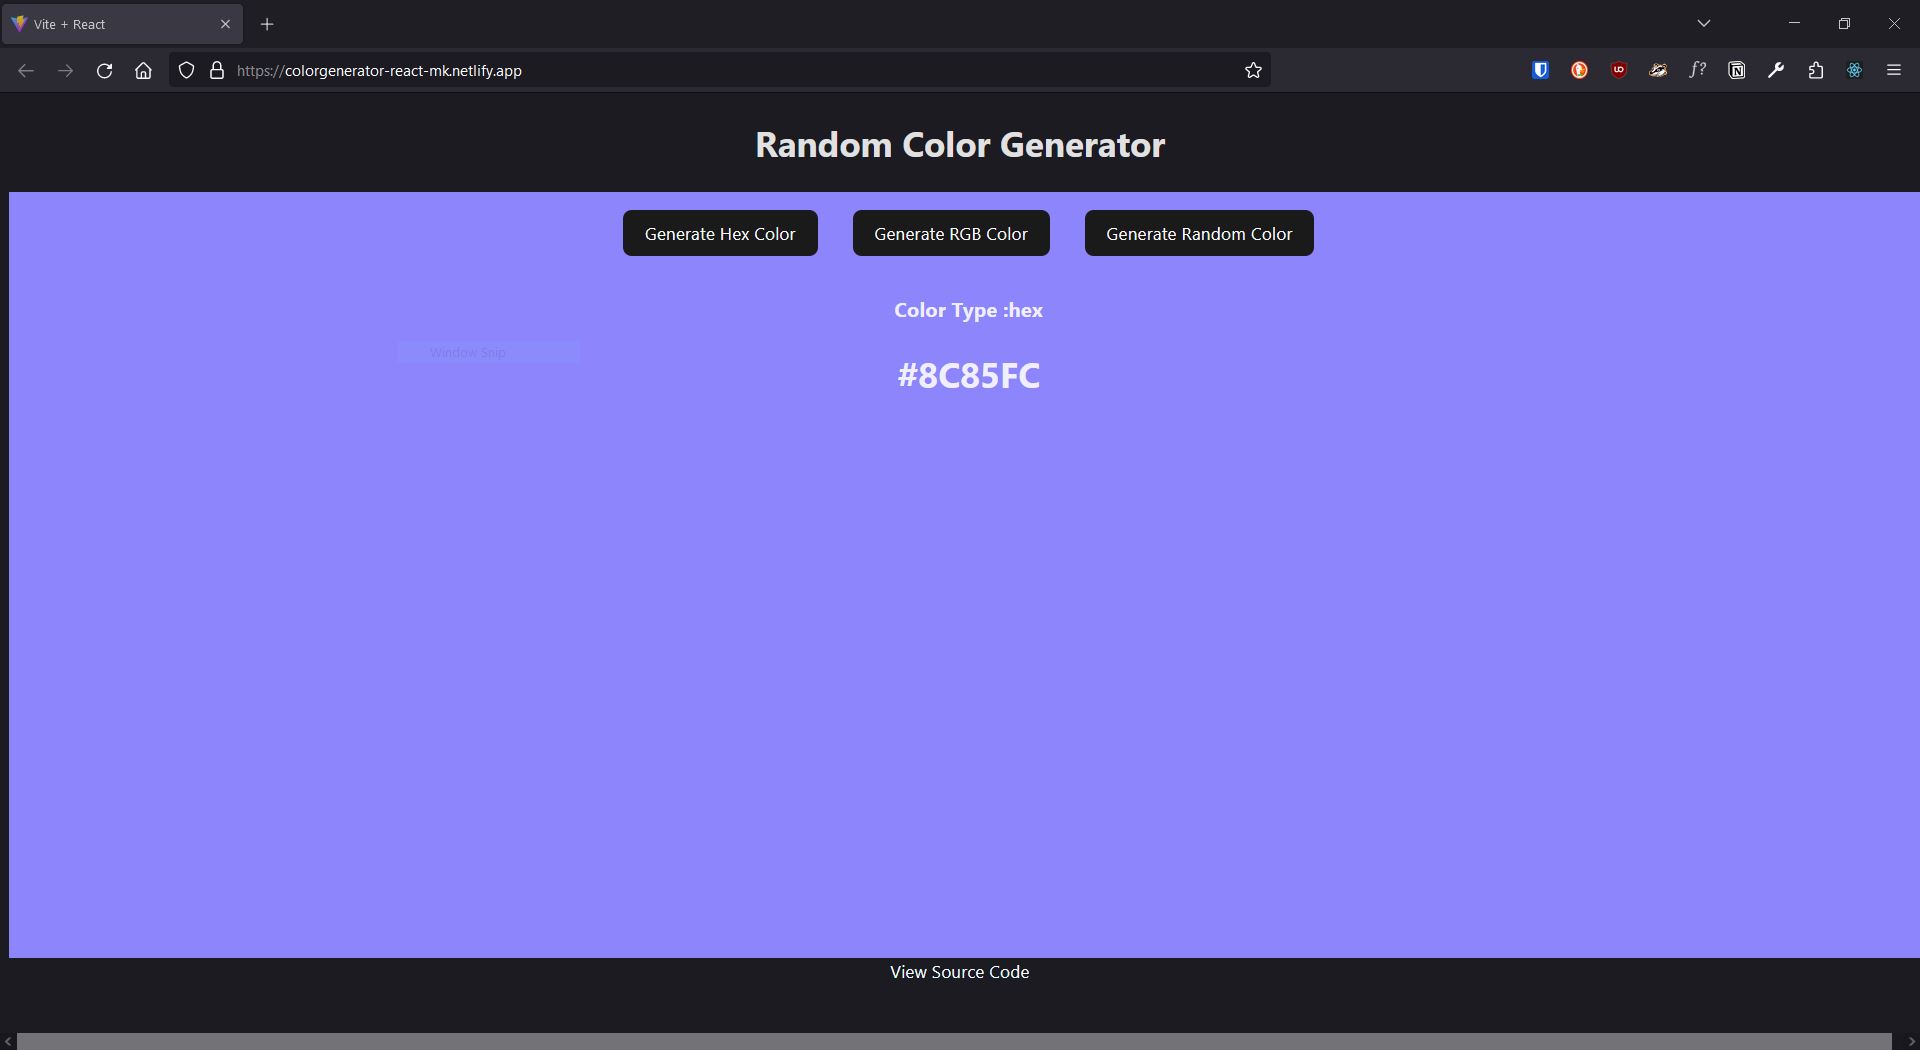 Vite + React
https://colorgenerator-react-mk.netlify.app
Random Color Generator
Generate Hex Color Generate RGB Color Generate Random Color
Color Type :hex
Window Snip
#8C85FC
View Source Code